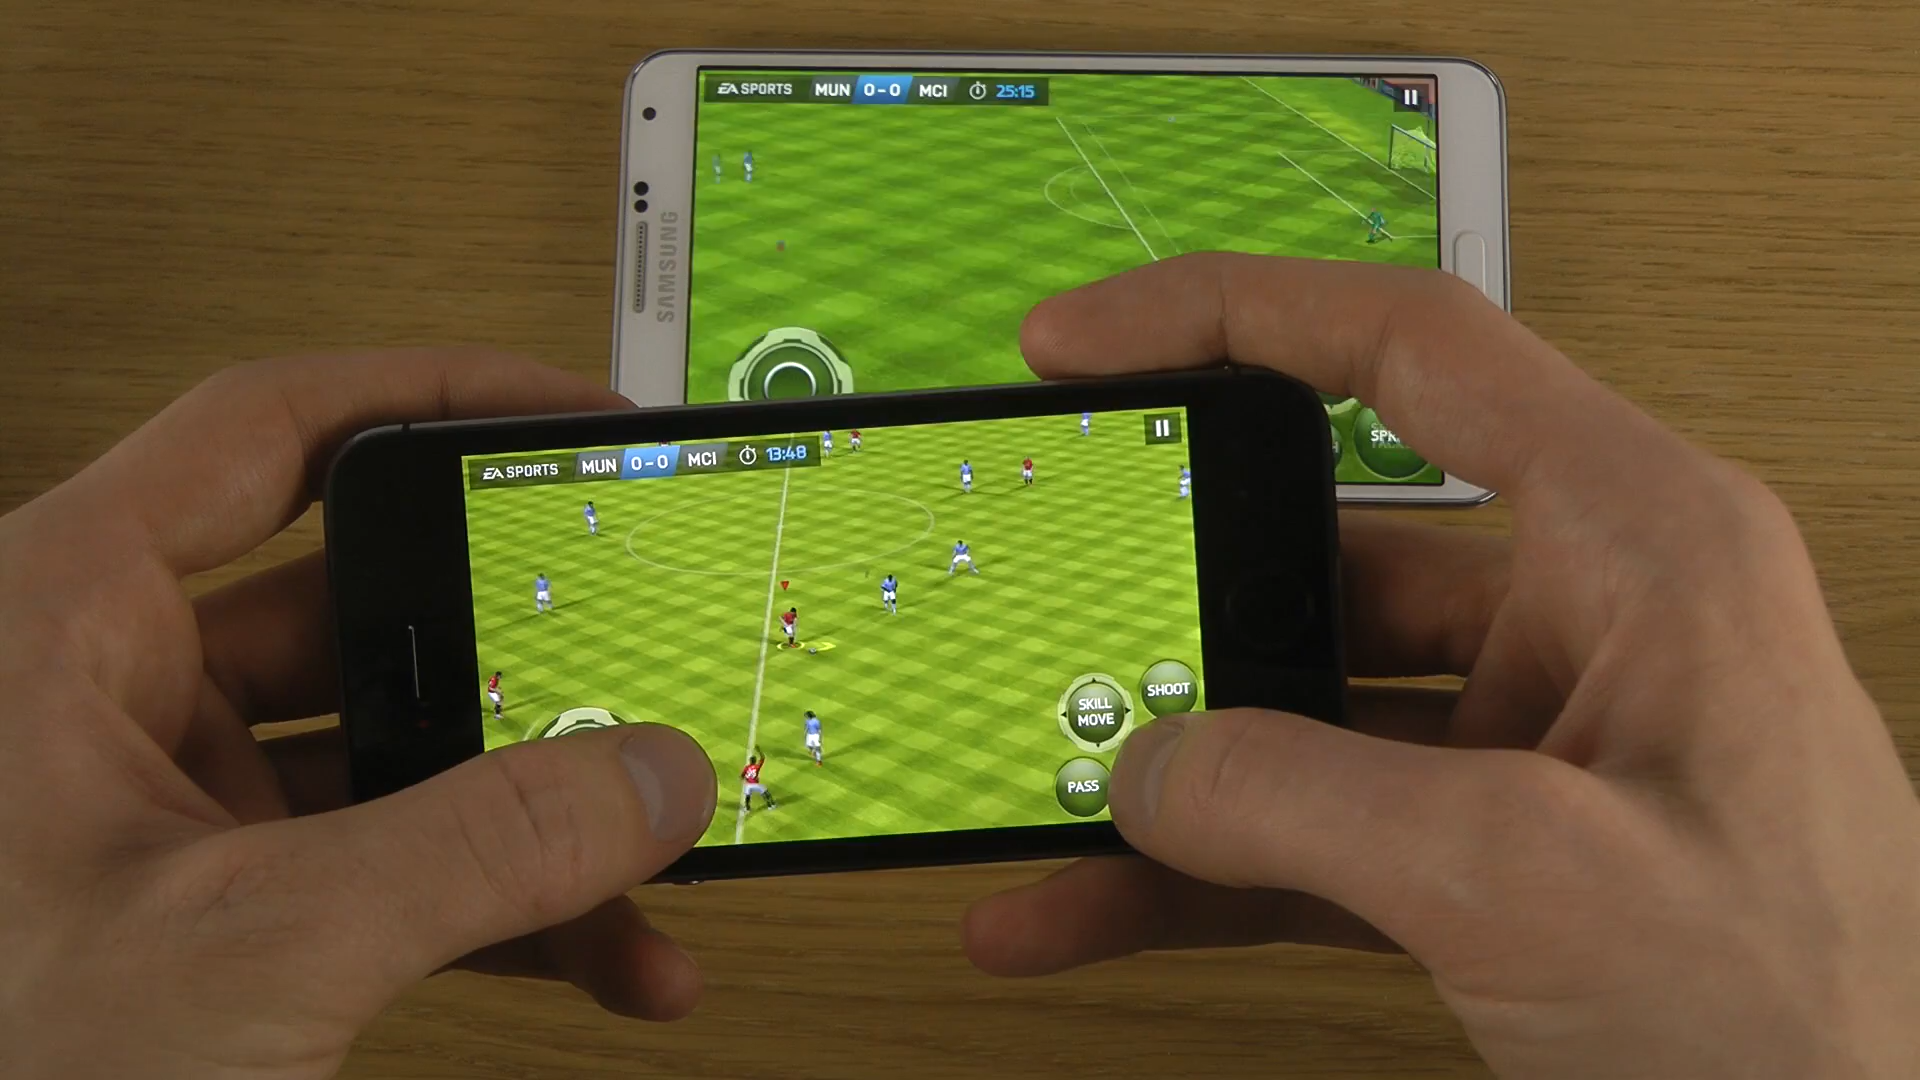 EA SPORTS MUN 0-0 MCI 25:15
SAMSUNG
EA SPORTS MUN 0-0 MCI 13:48
SHOOT
SKILL
MOVE
PASS